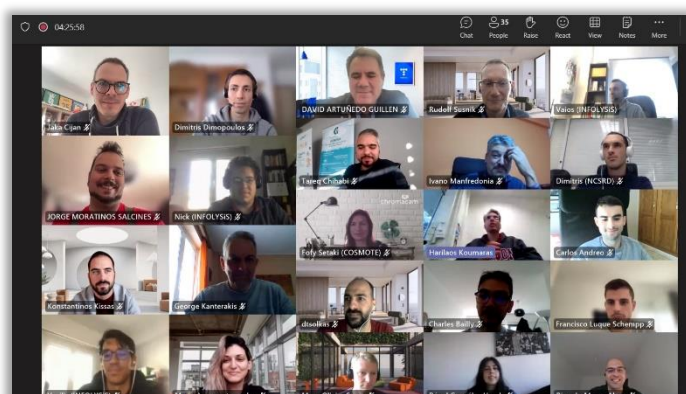 04:25:58
35
Chat People Raise React View Notes More
Jaka Cijan
Dimitris Dimopoulos
DAVID ARTUÑEDO GUILLEN
Rudolf Susnik
Vaios (INFOLYSiS)
JORGE MORATINOS SALCINES
Nick (INFOLYSiS)
Tareq Chihabi
Ivano Manfredonia
Dimitris (NCSRD)
chromacam
Fofy Setaki (COSMOTE)
Harilaos Koumaras
Carlos Andreo
Konstantinos Kissas
George Kanterakis
dtsolkas
Charles Bailly
Francisco Luque Schempp